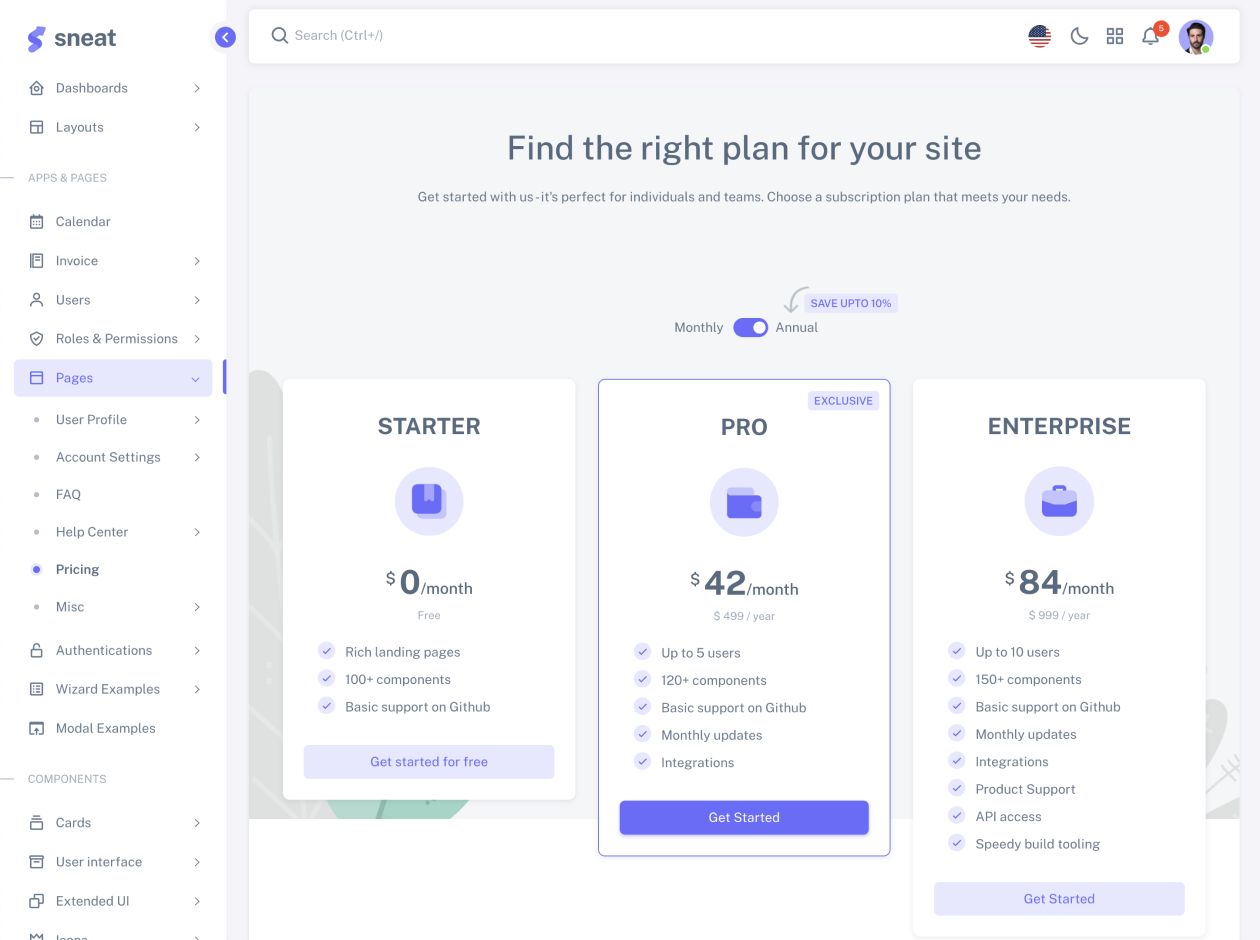 sneat
Dashboards
Layouts
APPS & PAGES
Calendar
Invoice
Users
Roles & Permissions
Pages
User Profile
Account Settings
FAQ
Help Center
Pricing
Misc
Authentications
Wizard Examples
Modal Examples
COMPONENTS
Cards
User interface
Extended UI
Icons
Search (Ctrl+/)
5
Find the right plan for your site
Get started with us - it's perfect for individuals and teams. Choose a subscription plan that meets your needs.
SAVE UPTO 10%
Monthly Annual
STARTER
$ 0/month
Free
Rich landing pages
100+ components
Basic support on Github
Get started for free
EXCLUSIVE
PRO
$ 42/month
$ 499 / year
Up to 5 users
120+ components
Basic support on Github
Monthly updates
Integrations
Get Started
ENTERPRISE
$ 84/month
$ 999 / year
Up to 10 users
150+ components
Basic support on Github
Monthly updates
Integrations
Product Support
API access
Speedy build tooling
Get Started